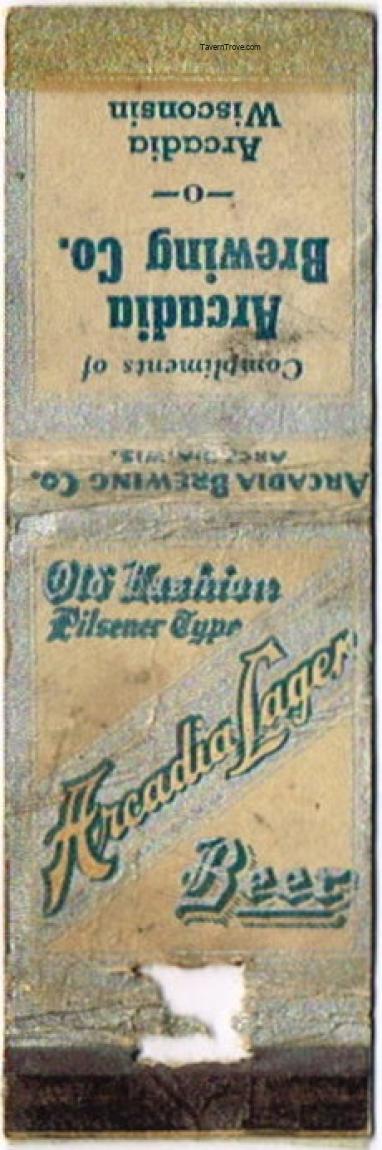 TavernTrove.com
Compliments of
Arcadia
Brewing Co.
—o—
Arcadia
Wisconsin
ARCADIA BREWING CO.
ARCADIA, WIS.
Old Fashion
Pilsener Type
Arcadia Lager
Beer